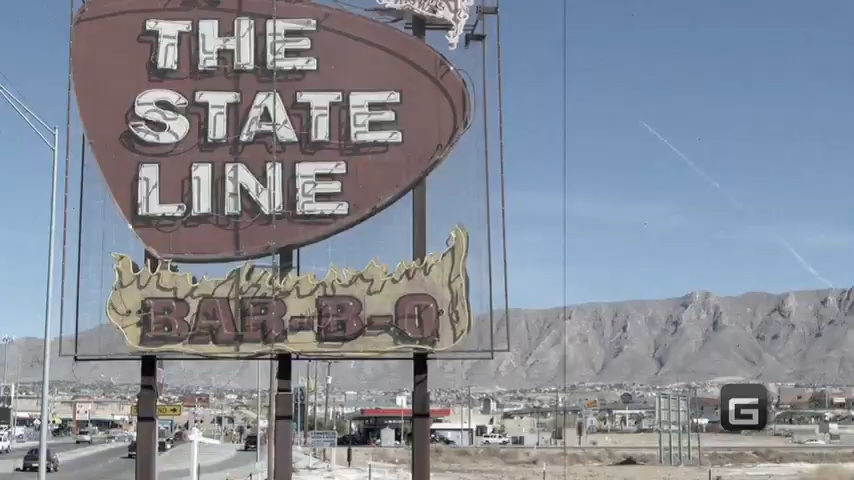 THE
STATE
LINE
BAR-B-Q
G